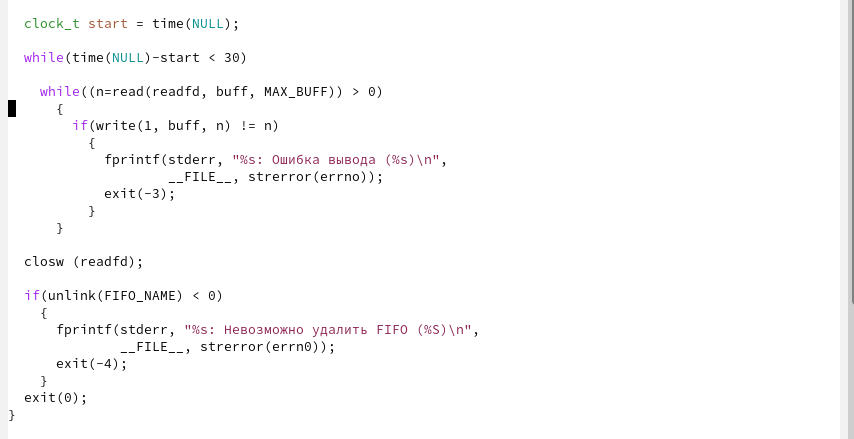 clock_t start = time(NULL);
while(time(NULL)-start < 30)
while((n=read(readfd, buff, MAX_BUFF)) > 0)
{
if(write(1, buff, n) != n)
{
fprintf(stderr, "%s: Ошибка вывода (%s)\n",
__FILE__, strerror(errno));
exit(-3);
}
}
closw (readfd);
if(unlink(FIFO_NAME) < 0)
{
fprintf(stderr, "%s: Невозможно удалить FIFO (%S)\n",
__FILE__, strerror(errn0));
exit(-4);
}
exit(0);
}